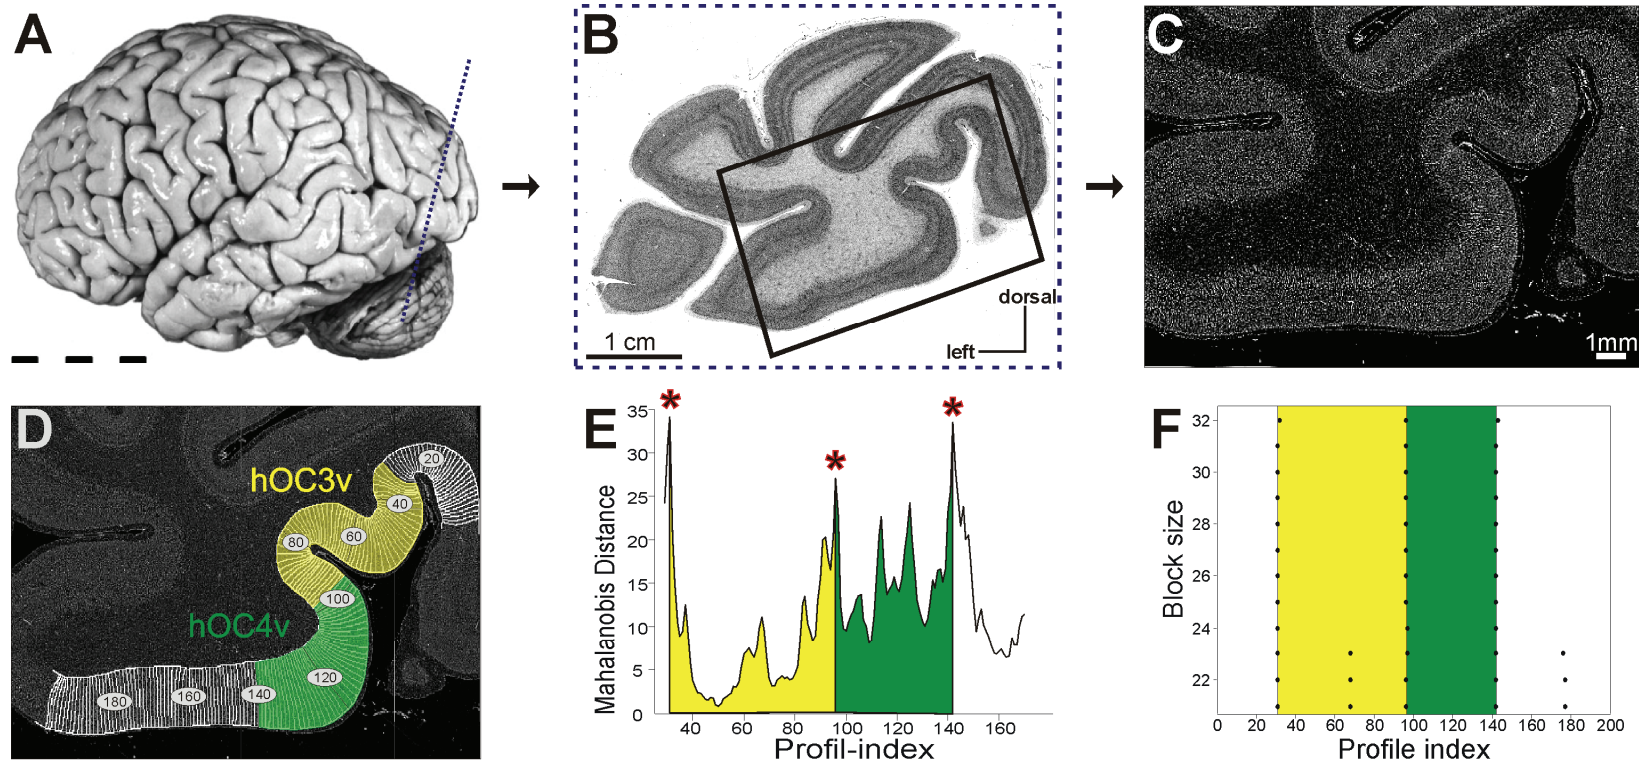 A
B
1 cm
dorsal
left
C
1mm
D
hOC3v
hOC4v
20
40
60
80
100
120
140
160
180
E
Mahalanobis Distance
35
30
25
20
15
10
5
0
40
60
80
100
120
140
160
Profil-index
* * *
F
Block size
32
30
28
26
24
22
0 20 40 60 80 100 120 140 160 180 200
Profile index